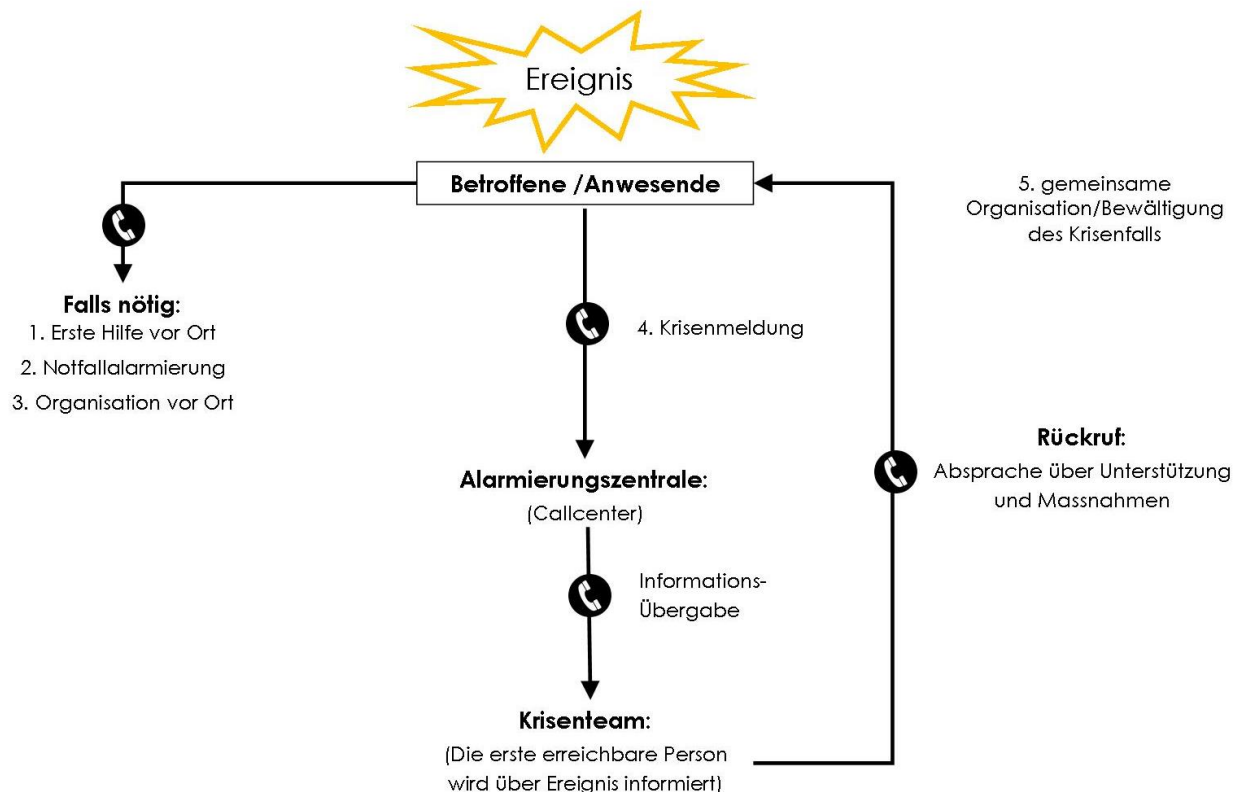 Ereignis
Betroffene /Anwesende
5. gemeinsame
Organisation/Bewältigung
des Krisenfalls
Falls nötig:
1. Erste Hilfe vor Ort
2. Notfallalarmierung
3. Organisation vor Ort
4. Krisenmeldung
Alarmierungszentrale:
(Callcenter)
Rückruf:
Absprache über Unterstützung
und Massnahmen
Informations-
Übergabe
Krisenteam:
(Die erste erreichbare Person
wird über Ereignis informiert)